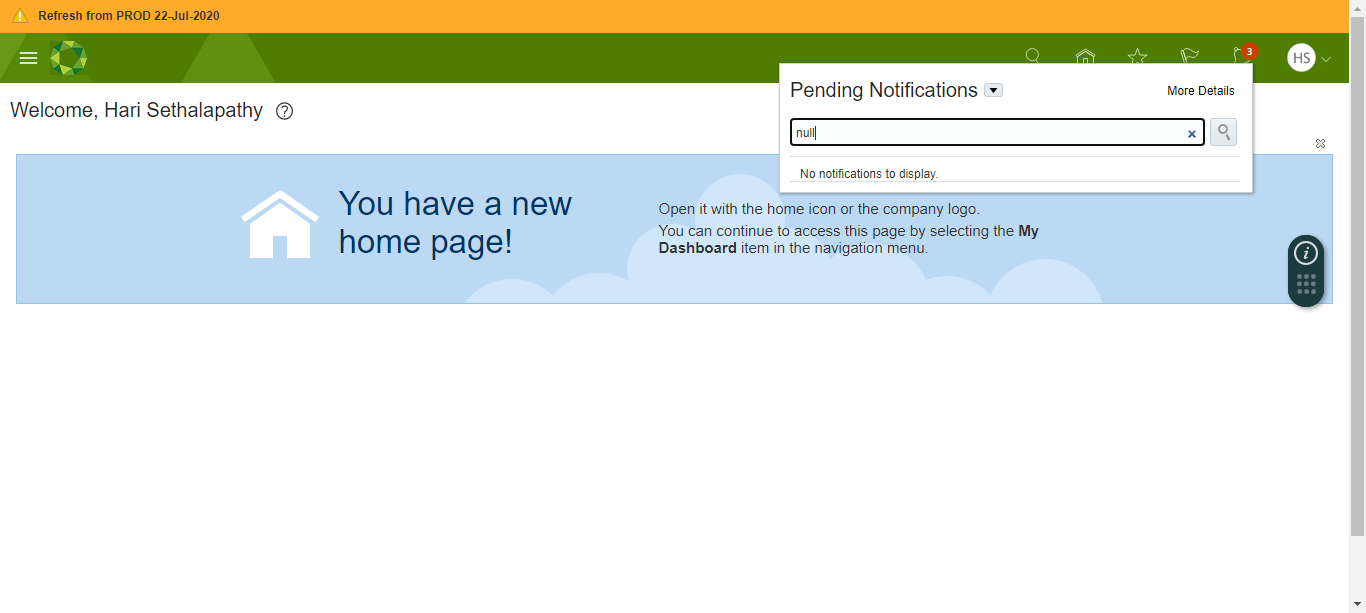 Refresh from PROD 22-Jul-2020
3
HS
Welcome, Hari Sethalapathy ?
Pending Notifications
More Details
null
No notifications to display.
You have a new
home page!
Open it with the home icon or the company logo.
You can continue to access this page by selecting the My
Dashboard item in the navigation menu.
i